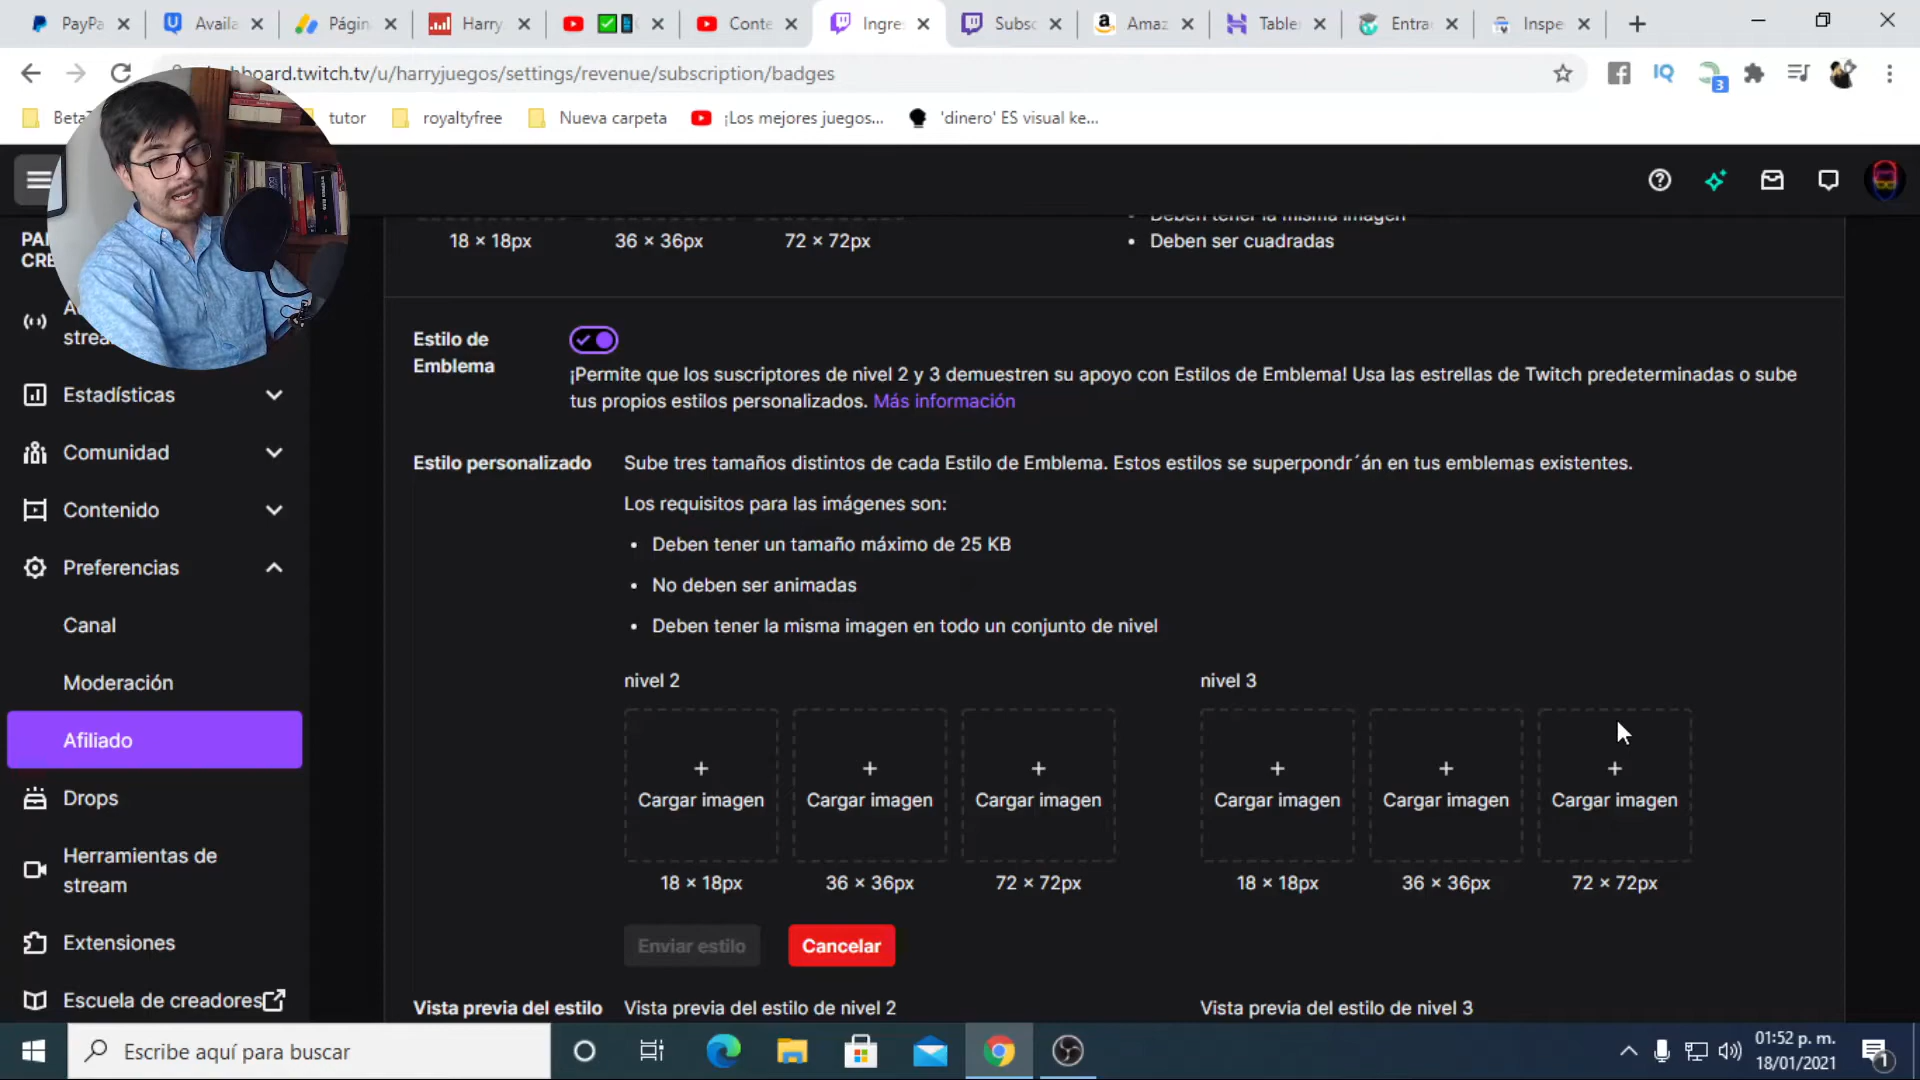 PayPa
Availa
Págin
Harry
Conte
Ingre
Subsc
Amaz
Table
Entra
Inspe
board.twitch.tv/u/harryjuegos/settings/revenue/subscription/badges
IQ
3
tutor
royaltyfree
Nueva carpeta
¡Los mejores juegos...
'dinero' ES visual ke...
Deben tener la misma imagen
18 × 18px
36 × 36px
72 × 72px
Deben ser cuadradas
Estilo de
Emblema
¡Permite que los suscriptores de nivel 2 y 3 demuestren su apoyo con Estilos de Emblema! Usa las estrellas de Twitch predeterminadas o sube
tus propios estilos personalizados. Más información
Estilo personalizado
Sube tres tamaños distintos de cada Estilo de Emblema. Estos estilos se superpondr´án en tus emblemas existentes.
Los requisitos para las imágenes son:
Deben tener un tamaño máximo de 25 KB
No deben ser animadas
Deben tener la misma imagen en todo un conjunto de nivel
nivel 2
nivel 3
Cargar imagen
Cargar imagen
Cargar imagen
Cargar imagen
Cargar imagen
Cargar imagen
18 × 18px
36 × 36px
72 × 72px
18 × 18px
36 × 36px
72 × 72px
Enviar estilo
Cancelar
Vista previa del estilo
Vista previa del estilo de nivel 2
Vista previa del estilo de nivel 3
Estadísticas
Comunidad
Contenido
Preferencias
Canal
Moderación
Afiliado
Drops
Herramientas de
stream
Extensiones
Escuela de creadores
Escribe aquí para buscar
01:52 p. m.
18/01/2021
1